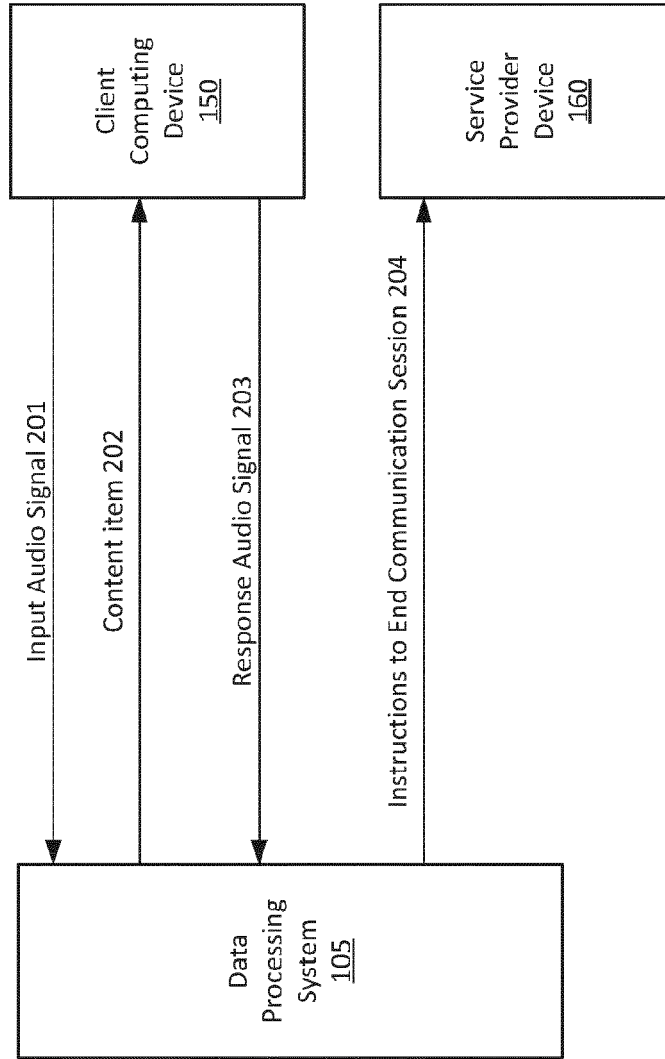 Data
Processing
System
105
Input Audio Signal 201
Content item 202
Response Audio Signal 203
Instructions to End Communication Session 204
Client
Computing
Device
150
Service
Provider
Device
160